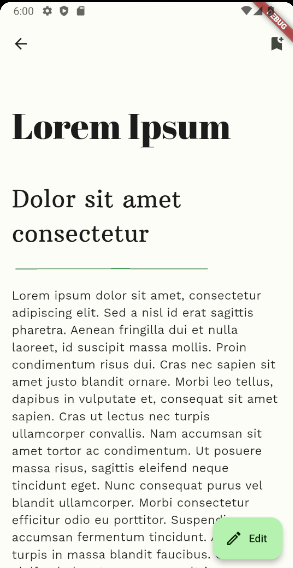 6:00
DEBUG
Lorem Ipsum
Dolor sit amet
consectetur
Lorem ipsum dolor sit amet, consectetur
adipiscing elit. Sed a nisl id erat sagittis
pharetra. Aenean fringilla dui et nulla
laoreet, id suscipit massa mollis. Proin
condimentum risus dui. Cras nec sapien sit
amet justo blandit ornare. Morbi leo tellus,
dapibus in vulputate et, consequat sit amet
sapien. Cras ut lectus nec turpis
ullamcorper convallis. Nam accumsan sit
amet tortor ac condimentum. Ut posuere
massa risus, sagittis eleifend neque
tincidunt eget. Nunc consequat purus vel
blandit ullamcorper. Morbi consectetur
efficitur odio eu porttitor.
accumsan fermentum tincidunt.
turpis in massa blandit faucibus.
Edit